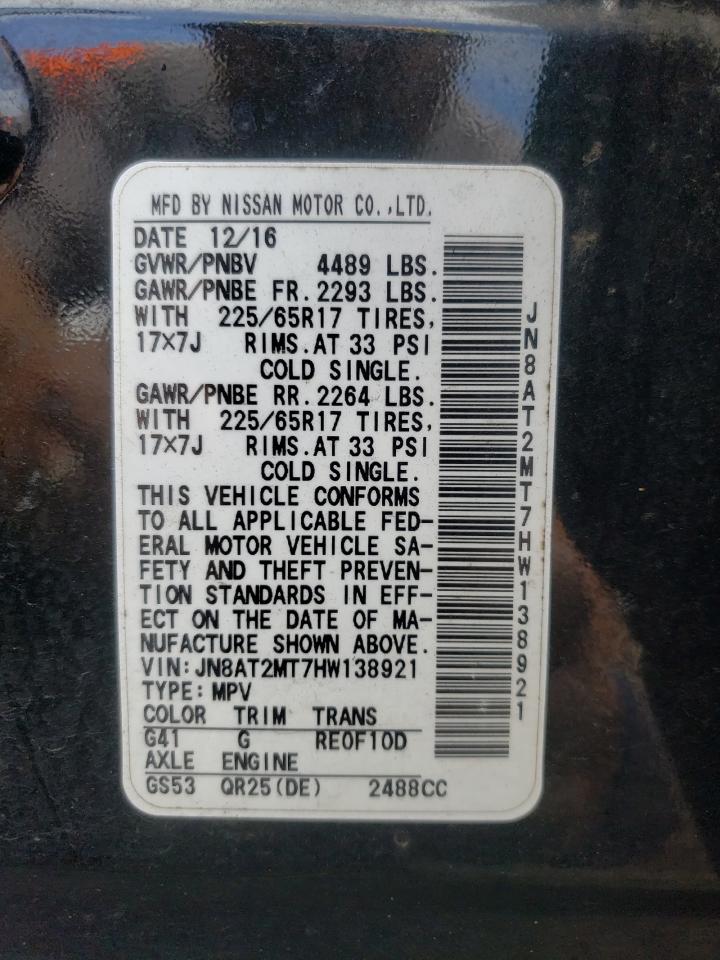 MFD BY NISSAN MOTOR CO.,LTD.
DATE 12/16
GVWR/PNBV 4489 LBS.
GAWR/PNBE FR. 2293 LBS.
WITH 225/65R17 TIRES,
17×7J RIMS. AT 33 PSI
COLD SINGLE.
GAWR/PNBE RR. 2264 LBS.
WITH 225/65R17 TIRES,
17×7J RIMS. AT 33 PSI
COLD SINGLE.
THIS VEHICLE CONFORMS
TO ALL APPLICABLE FED-
ERAL MOTOR VEHICLE SA-
FETY AND THEFT PREVEN-
TION STANDARDS IN EFF-
ECT ON THE DATE OF MA-
NUFACTURE SHOWN ABOVE.
VIN:JN8AT2MT7HW138921
TYPE:MPV
COLOR TRIM TRANS
G41 G RE0F10D
AXLE ENGINE
GS53 QR25(DE) 2488CC
JN8AT2MT7HW138921